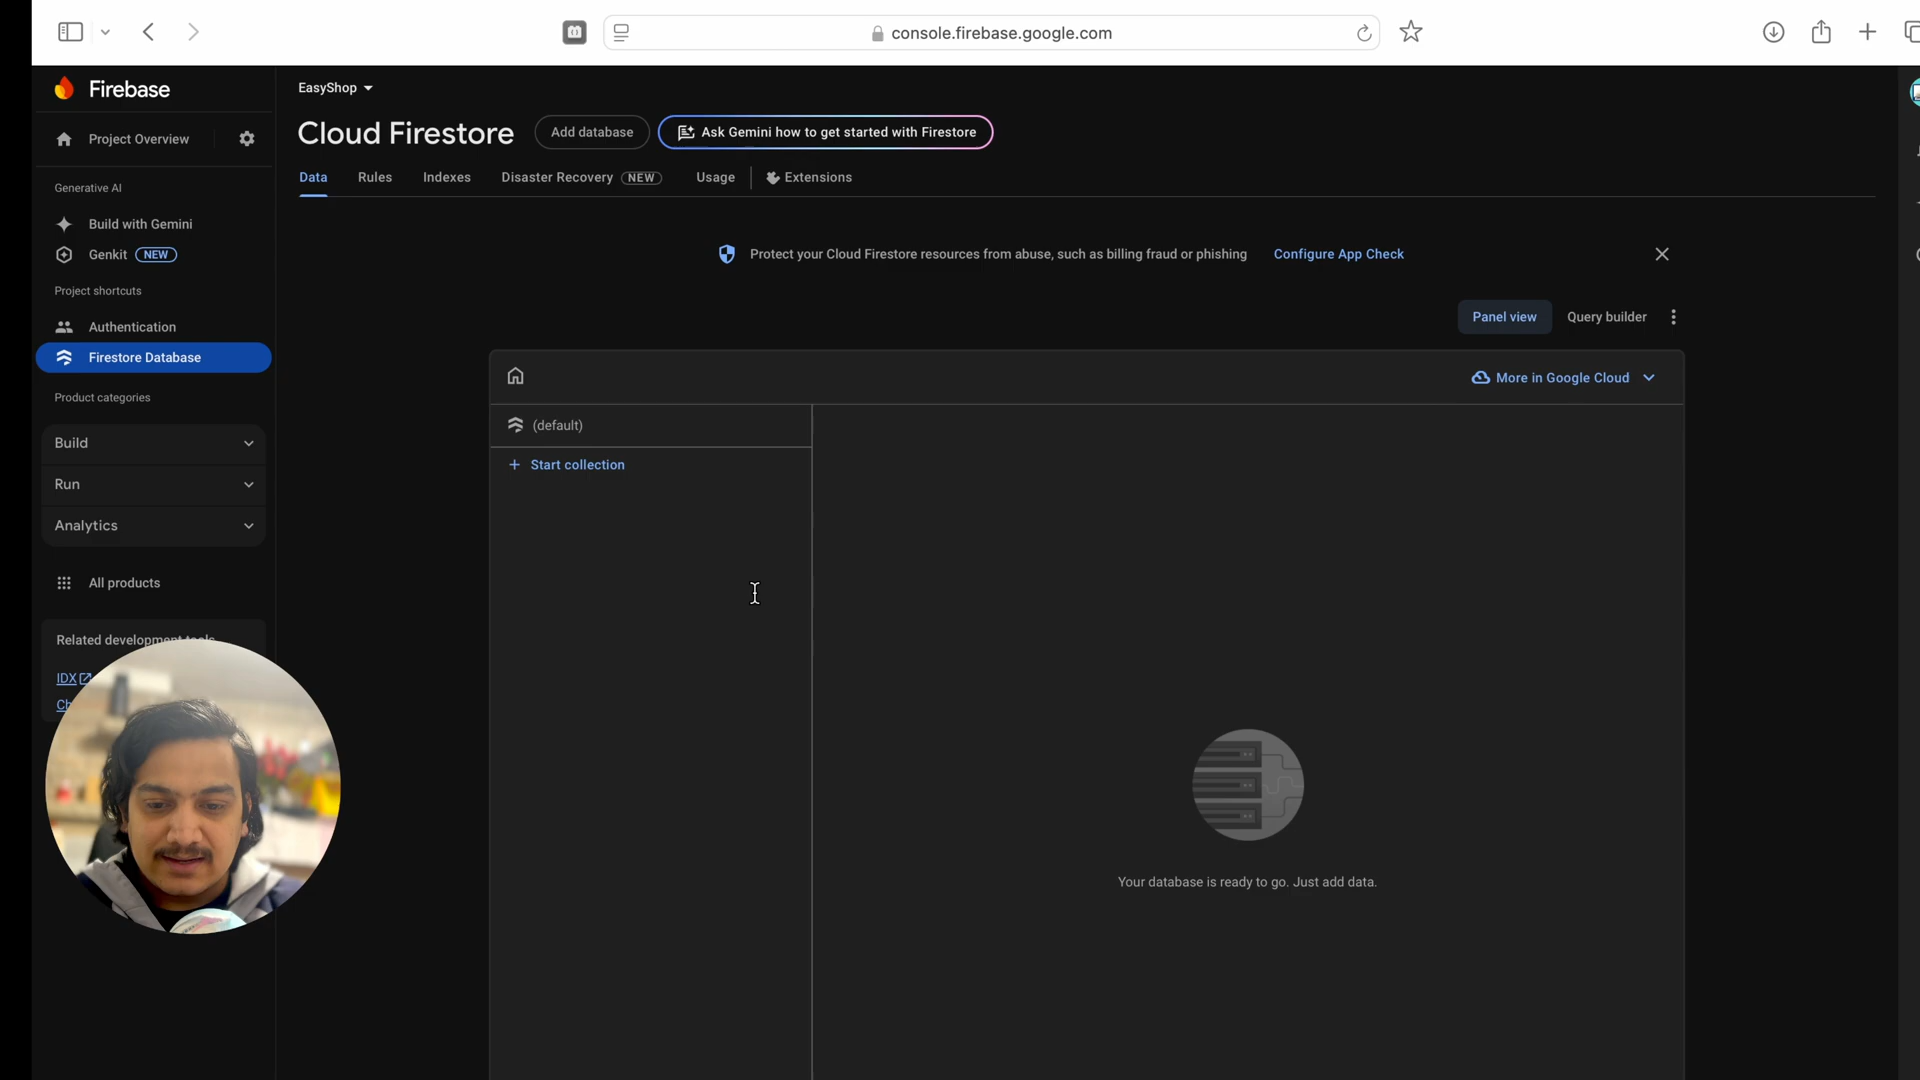 console.firebase.google.com
Firebase
Project Overview
Generative AI
Build with Gemini
Genkit NEW
Project shortcuts
Authentication
Firestore Database
Product categories
Build
Run
Analytics
All products
Related development tools
IDX
EasyShop
Cloud Firestore
Add database
Ask Gemini how to get started with Firestore
Data Rules Indexes Disaster Recovery NEW Usage Extensions
Protect your Cloud Firestore resources from abuse, such as billing fraud or phishing Configure App Check
Panel view Query builder
More in Google Cloud
(default)
+ Start collection
Your database is ready to go. Just add data.